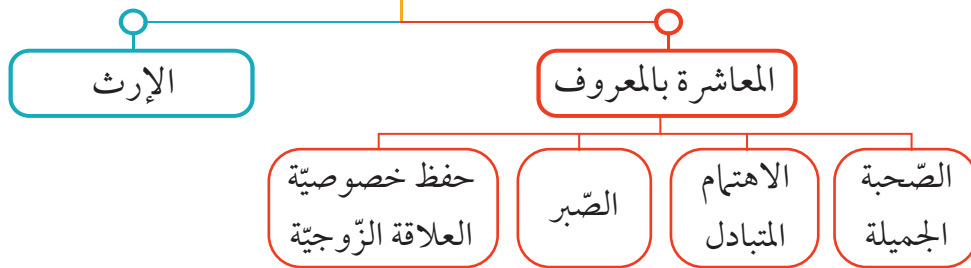 المعاشرة بالمعروف
الإرث
الصّحبة
الجميلة
الاهتمام
المتبادل
الصّبر
حفظ خصوصيّة
العلاقة الزّوجيّة